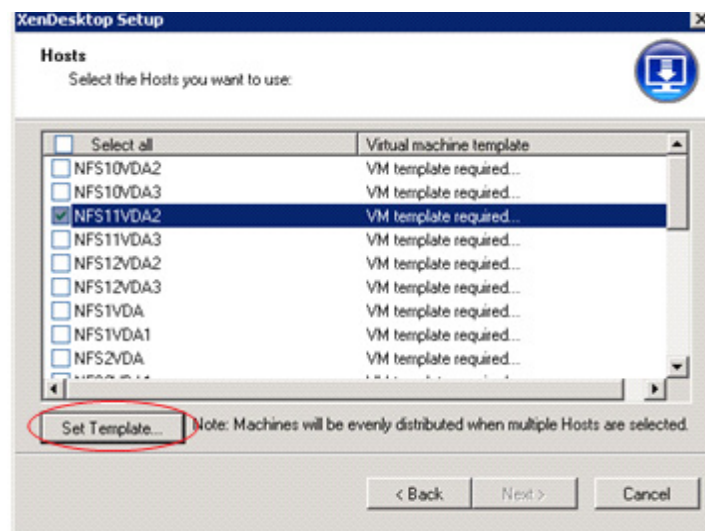 XenDesktop Setup
Hosts
Select the Hosts you want to use:
Select all Virtual machine template
NFS10VDA2 VM template required...
NFS10VDA3 VM template required...
NFS11VDA2 VM template required...
NFS11VDA3 VM template required...
NFS12VDA2 VM template required...
NFS12VDA3 VM template required...
NFS1VDA VM template required...
NFS1VDA1 VM template required...
NFS2VDA VM template required...
Set Template... Note: Machines will be evenly distributed when multiple Hosts are selected.
< Back Next > Cancel